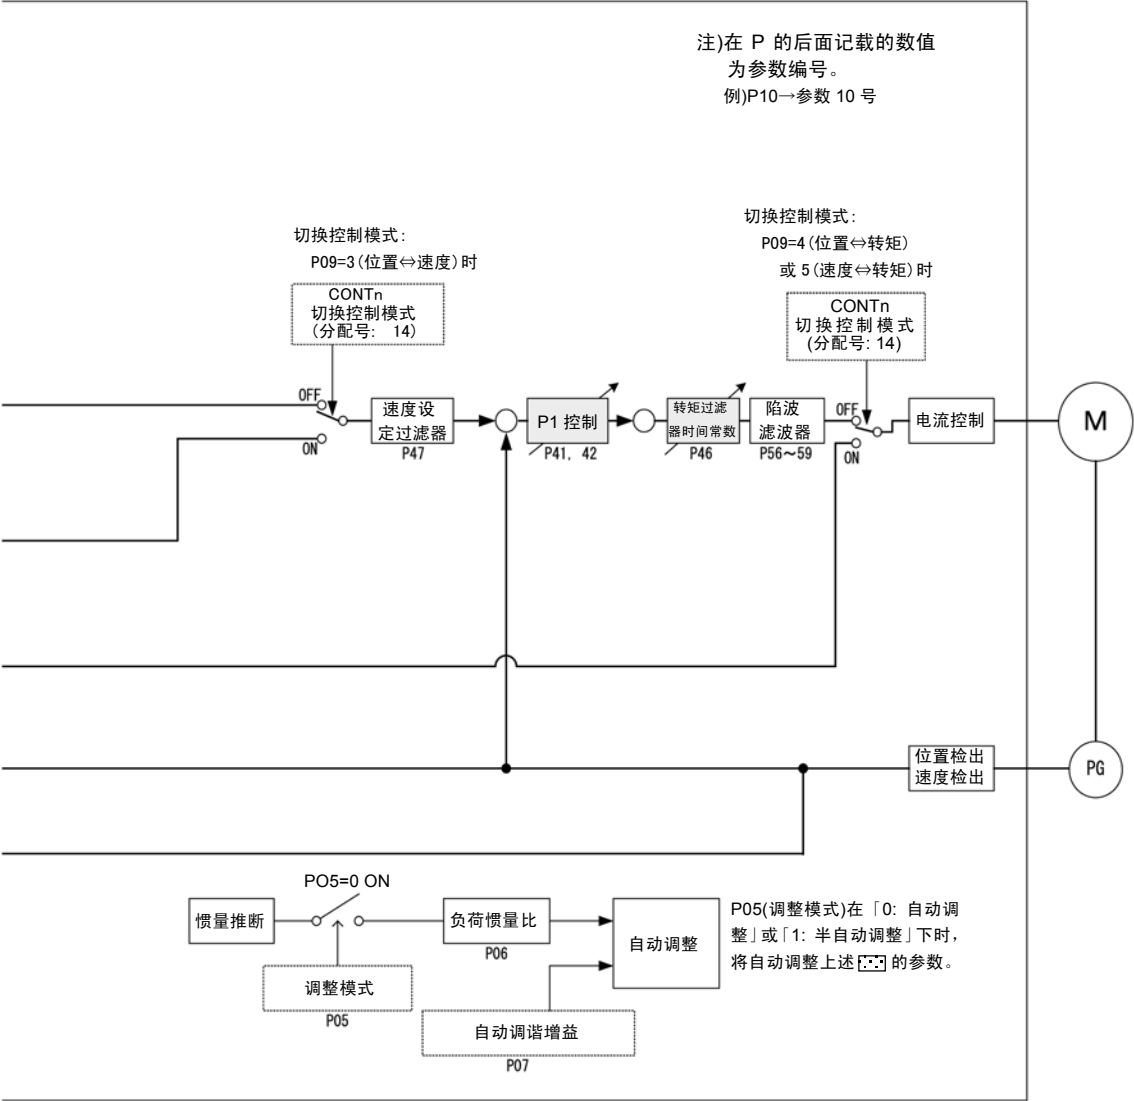 注)在 P 的后面记载的数值
为参数编号。
例)P10→参数 10 号
切换控制模式:
P09=3(位置⇔速度)时
CONTn
切换控制模式
(分配号: 14)
切换控制模式:
P09=4(位置⇔转矩)
或 5(速度⇔转矩)时
CONTn
切换控制模式
(分配号: 14)
OFF
ON
速度设
定过滤器
P47
P1 控制
P41, 42
转矩过滤
器时间常数
P46
陷波
滤波器
P56～59
OFF
ON
电流控制
M
位置检出
速度检出
PG
PO5=0 ON
惯量推断
负荷惯量比
P06
自动调整
调整模式
P05
自动调谐增益
P07
P05(调整模式)在「0: 自动调
整」或「1: 半自动调整」下时,
将自动调整上述 的参数。